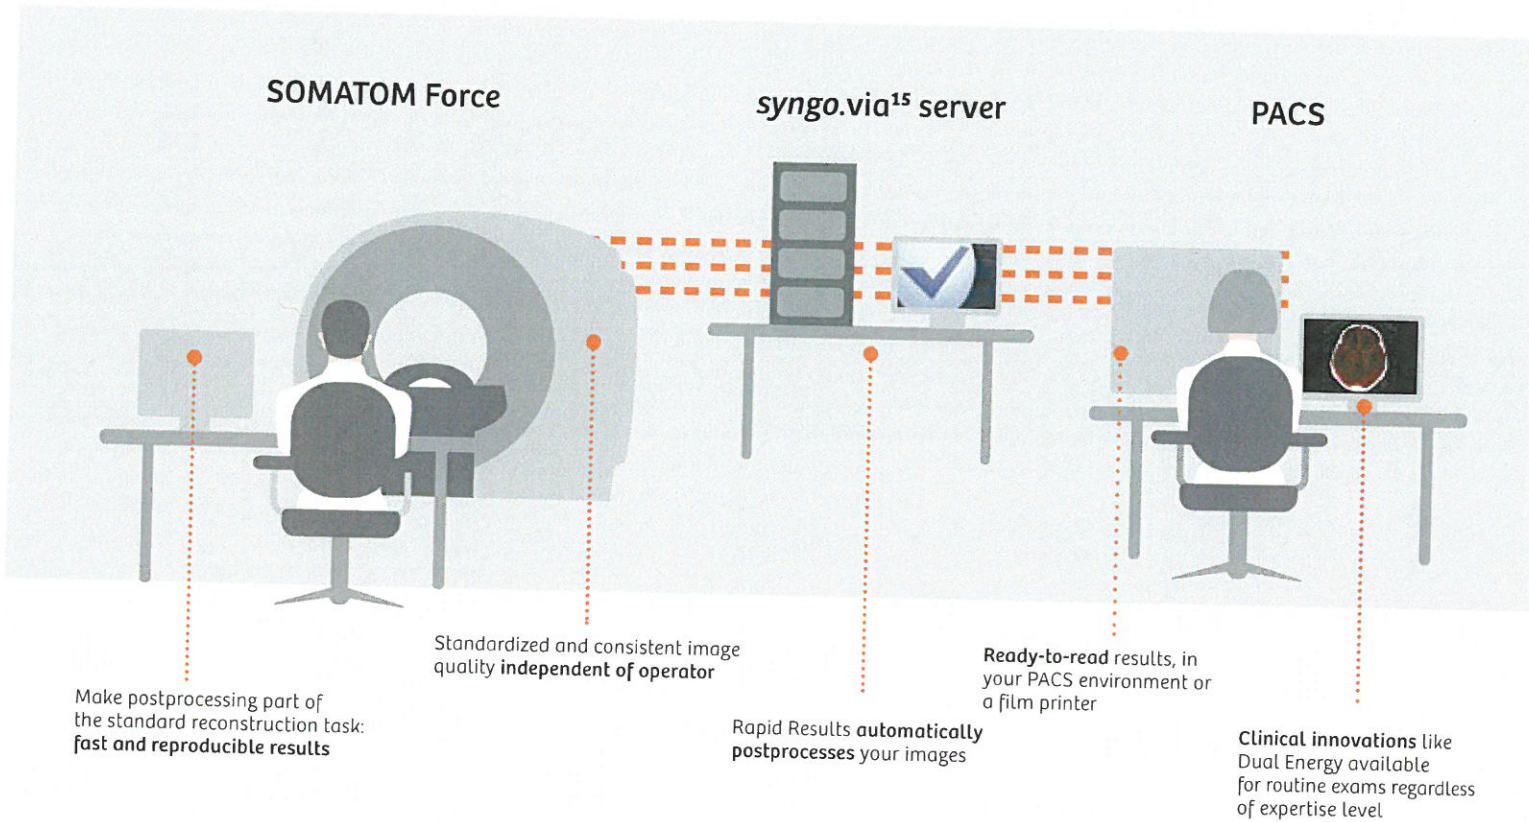 SOMATOM Force
syngo.via¹⁵ server
PACS
Make postprocessing part of
the standard reconstruction task:
fast and reproducible results
Standardized and consistent image
quality independent of operator
Rapid Results automatically
postprocesses your images
Ready-to-read results, in
your PACS environment or
a film printer
Clinical innovations like
Dual Energy available
for routine exams regardless
of expertise level